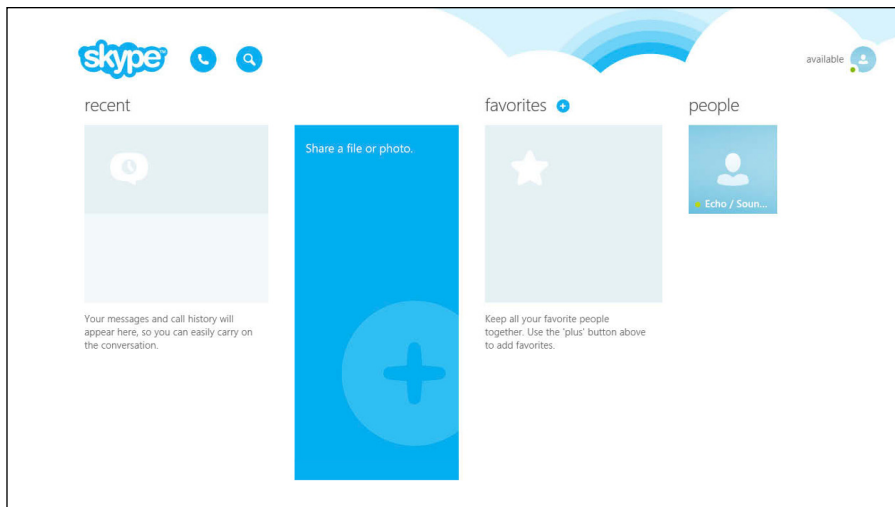 skype™
available
recent
favorites
people
Share a file or photo.
Echo / Soun...
Your messages and call history will
appear here, so you can easily carry on
the conversation.
Keep all your favorite people
together. Use the 'plus' button above
to add favorites.